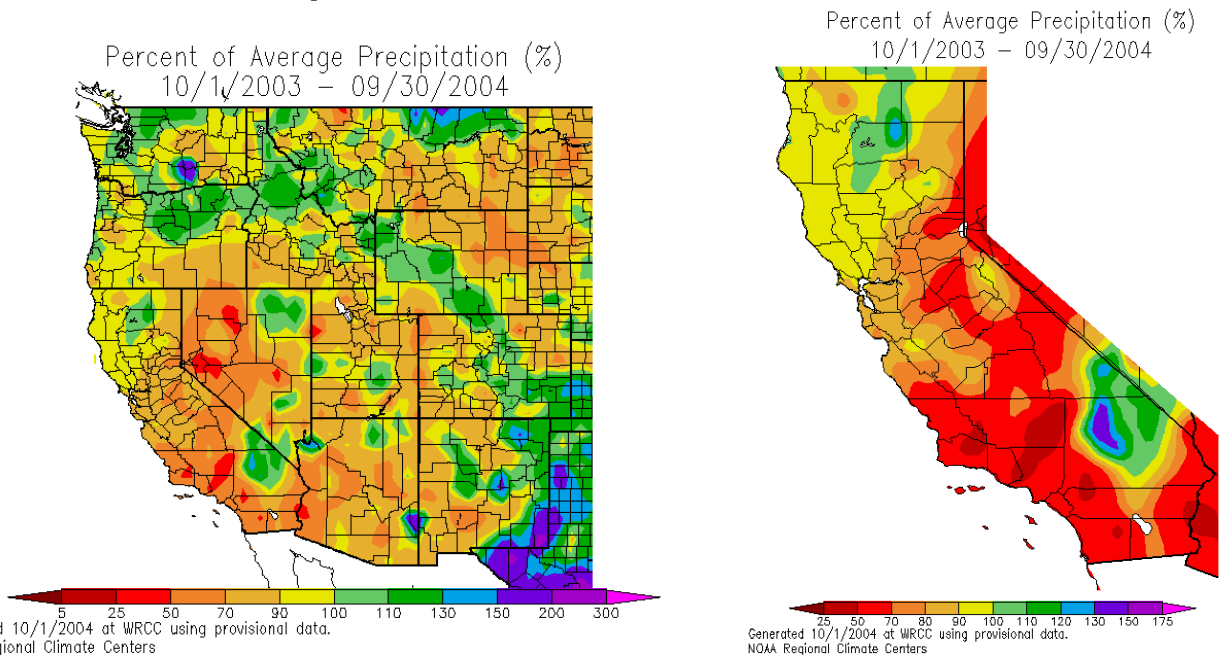 Percent of Average Precipitation (%)
10/1/2003 – 09/30/2004
5 25 50 70 90 100 110 130 150 200 300
d 10/1/2004 at WRCC using provisional data.
gional Climate Centers
Percent of Average Precipitation (%)
10/1/2003 – 09/30/2004
25 50 70 80 90 100 110 120 130 150 175
Generated 10/1/2004 at WRCC using provisional data.
NOAA Regional Climate Centers